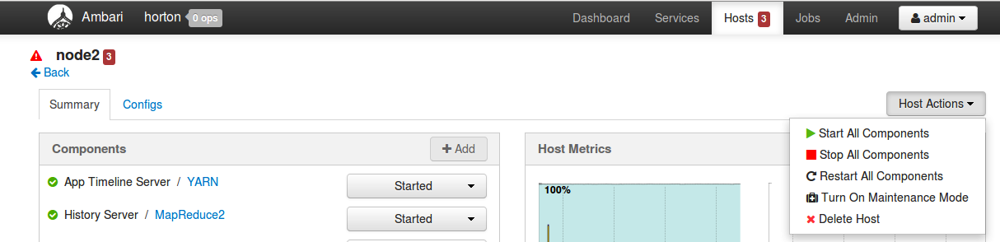 Ambari horton 0 ops Dashboard Services Hosts 3 Jobs Admin admin
node2 3
Back
Summary Configs Host Actions
Start All Components
Stop All Components
Restart All Components
Turn On Maintenance Mode
Delete Host
Components Add Host Metrics
App Timeline Server / YARN Started
100%
History Server / MapReduce2 Started